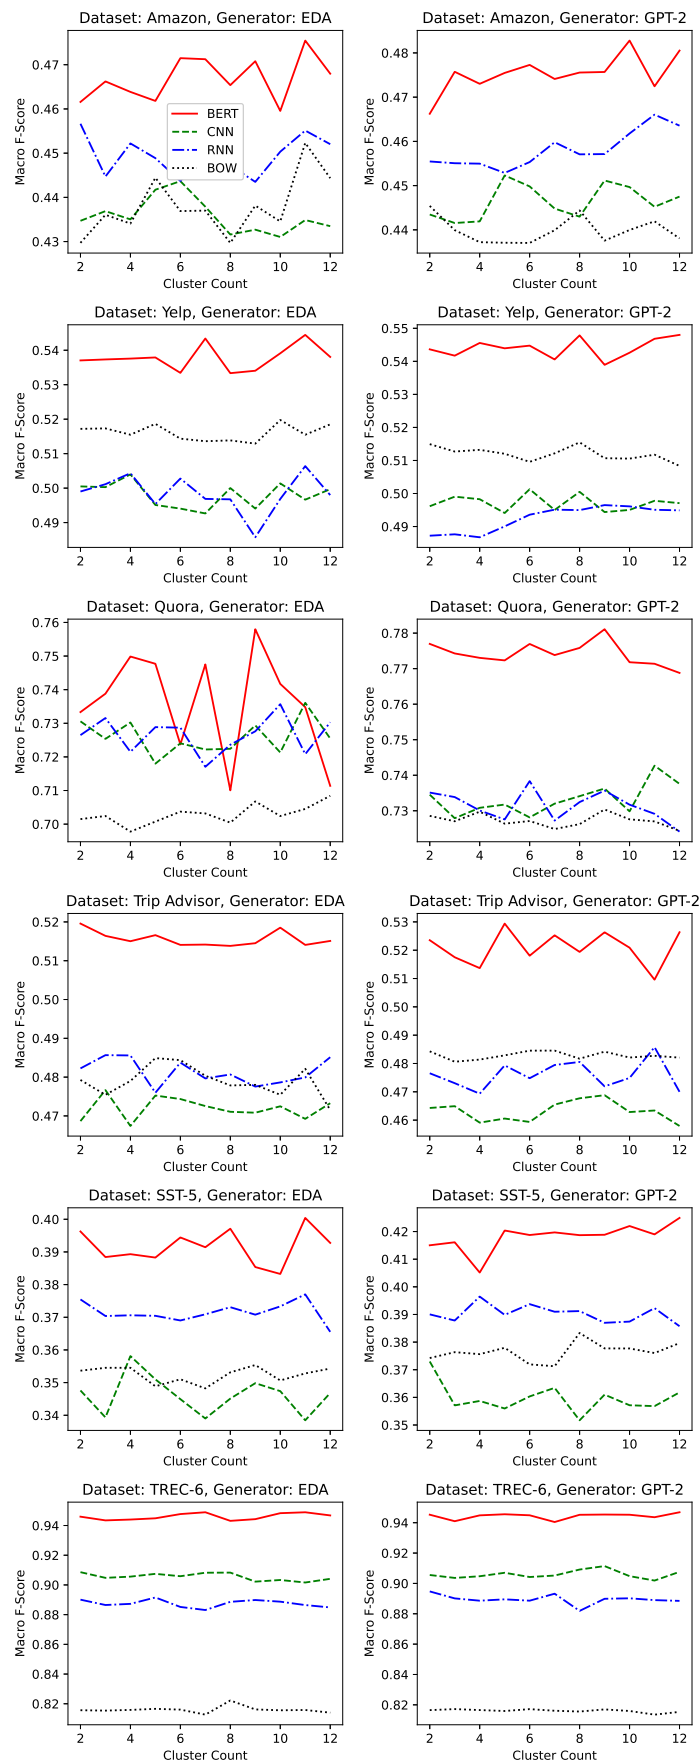 Dataset: Amazon, Generator: EDA
Macro F-Score
0.47
0.46
0.45
0.44
0.43
BERT
CNN
RNN
BOW
2 4 6 8 10 12
Cluster Count
Dataset: Amazon, Generator: GPT-2
Macro F-Score
0.48
0.47
0.46
0.45
0.44
2 4 6 8 10 12
Cluster Count
Dataset: Yelp, Generator: EDA
Macro F-Score
0.54
0.53
0.52
0.51
0.50
0.49
2 4 6 8 10 12
Cluster Count
Dataset: Yelp, Generator: GPT-2
Macro F-Score
0.55
0.54
0.53
0.52
0.51
0.50
0.49
2 4 6 8 10 12
Cluster Count
Dataset: Quora, Generator: EDA
Macro F-Score
0.76
0.75
0.74
0.73
0.72
0.71
0.70
2 4 6 8 10 12
Cluster Count
Dataset: Quora, Generator: GPT-2
Macro F-Score
0.78
0.77
0.76
0.75
0.74
0.73
2 4 6 8 10 12
Cluster Count
Dataset: Trip Advisor, Generator: EDA
Macro F-Score
0.52
0.51
0.50
0.49
0.48
0.47
2 4 6 8 10 12
Cluster Count
Dataset: Trip Advisor, Generator: GPT-2
Macro F-Score
0.53
0.52
0.51
0.50
0.49
0.48
0.47
0.46
2 4 6 8 10 12
Cluster Count
Dataset: SST-5, Generator: EDA
Macro F-Score
0.40
0.39
0.38
0.37
0.36
0.35
0.34
2 4 6 8 10 12
Cluster Count
Dataset: SST-5, Generator: GPT-2
Macro F-Score
0.42
0.41
0.40
0.39
0.38
0.37
0.36
0.35
2 4 6 8 10 12
Cluster Count
Dataset: TREC-6, Generator: EDA
Macro F-Score
0.94
0.92
0.90
0.88
0.86
0.84
0.82
2 4 6 8 10 12
Cluster Count
Dataset: TREC-6, Generator: GPT-2
Macro F-Score
0.94
0.92
0.90
0.88
0.86
0.84
0.82
2 4 6 8 10 12
Cluster Count